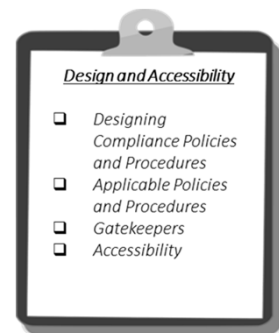 Design and Accessibility
❑ Designing
Compliance Policies
and Procedures
❑ Applicable Policies
and Procedures
❑ Gatekeepers
❑ Accessibility